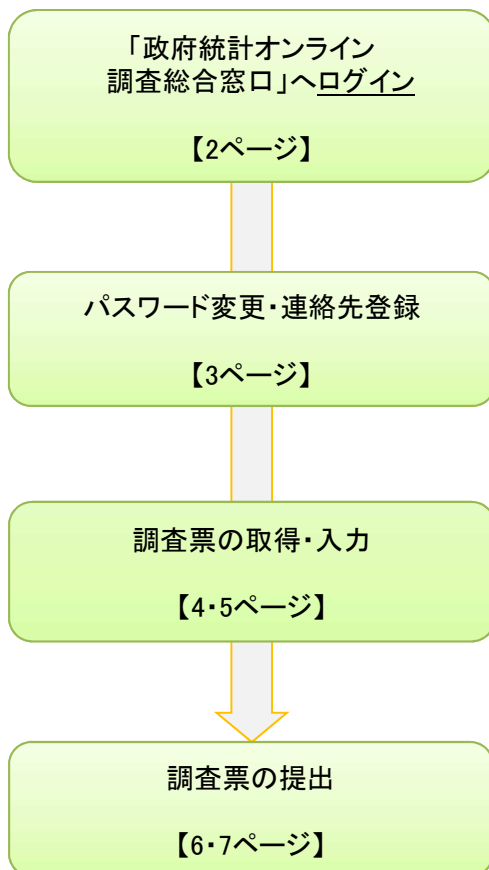 「政府統計オンライン
調査総合窓口」へログイン
【2ページ】
パスワード変更・連絡先登録
【3ページ】
調査票の取得・入力
【4・5ページ】
調査票の提出
【6・7ページ】